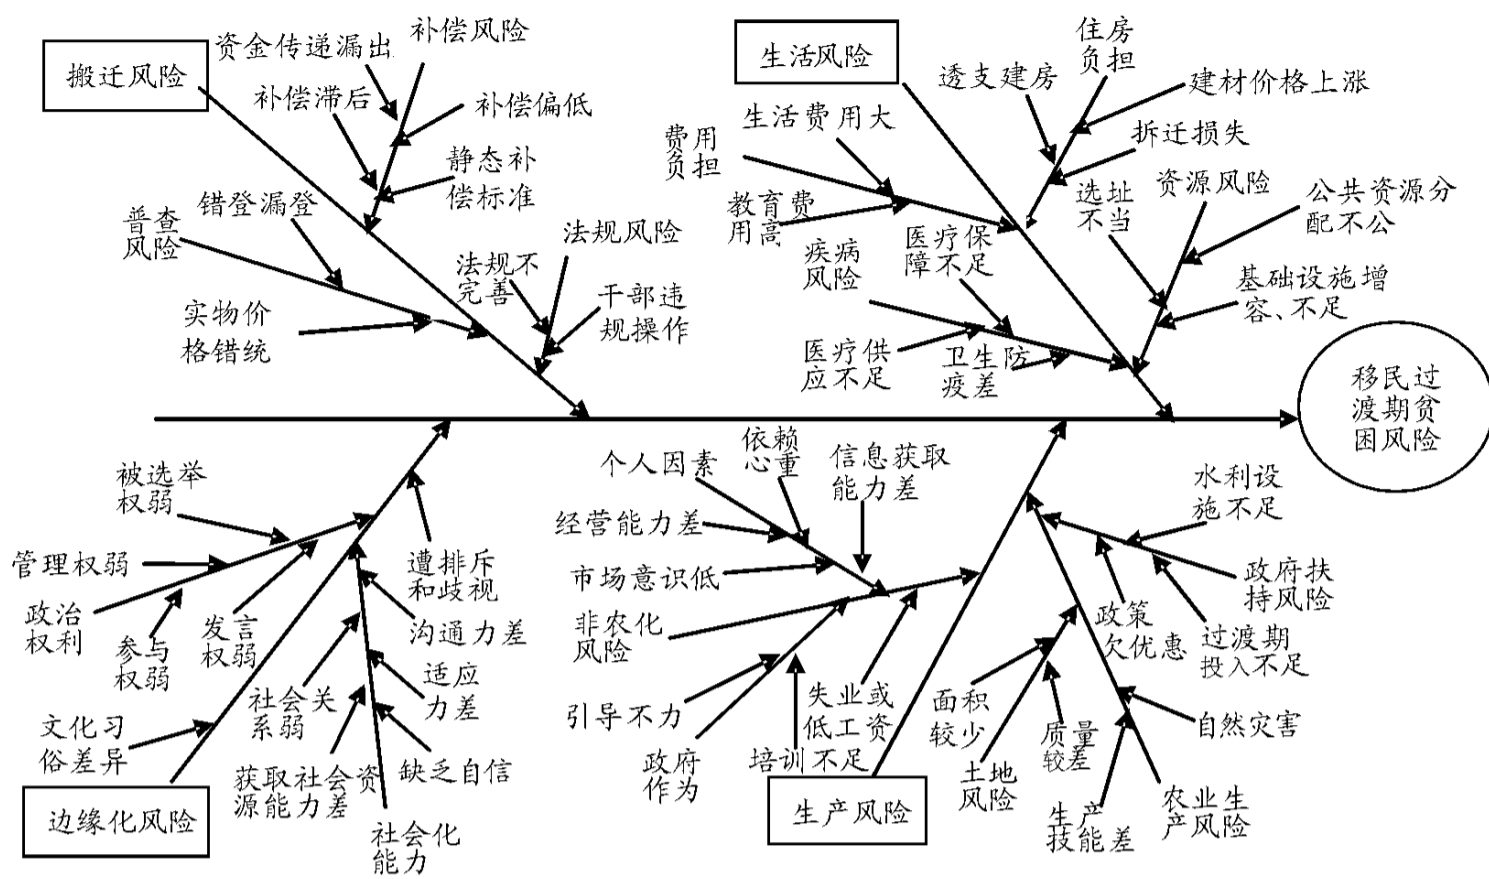 搬迁风险
资金传递漏出
补偿风险
补偿滞后
补偿偏低
静态补
偿标准
错登漏登
普查
风险
实物价
格错统
法规风险
法规不
完善
干部违
规操作
生活风险
住房
负担
透支建房
建材价格上涨
生活费用大
拆迁损失
费用
负担
教育费
用高
选址
不当
资源风险
公共资源分
配不公
医疗保
障不足
疾病
风险
基础设施增
容、不足
医疗供
应不足
卫生防
疫差
移民过
渡期贫
困风险
被选举
权弱
管理权弱
政治
权利
参与
权弱
发言
权弱
遭排斥
和歧视
沟通力差
适应
力差
社会关
系弱
文化习
俗差异
获取社会资
源能力差
缺乏自信
社会化
能力
边缘化风险
个人因素
依赖
心重
信息获取
能力差
经营能力差
市场意识低
非农化
风险
引导不力
政府
作为
培训不足
失业或
低工资
生产风险
水利设
施不足
政府扶
持风险
政策
欠优惠
过渡期
投入不足
面积
较少
质量
较差
土地
风险
自然灾害
生产
技能差
农业生
产风险